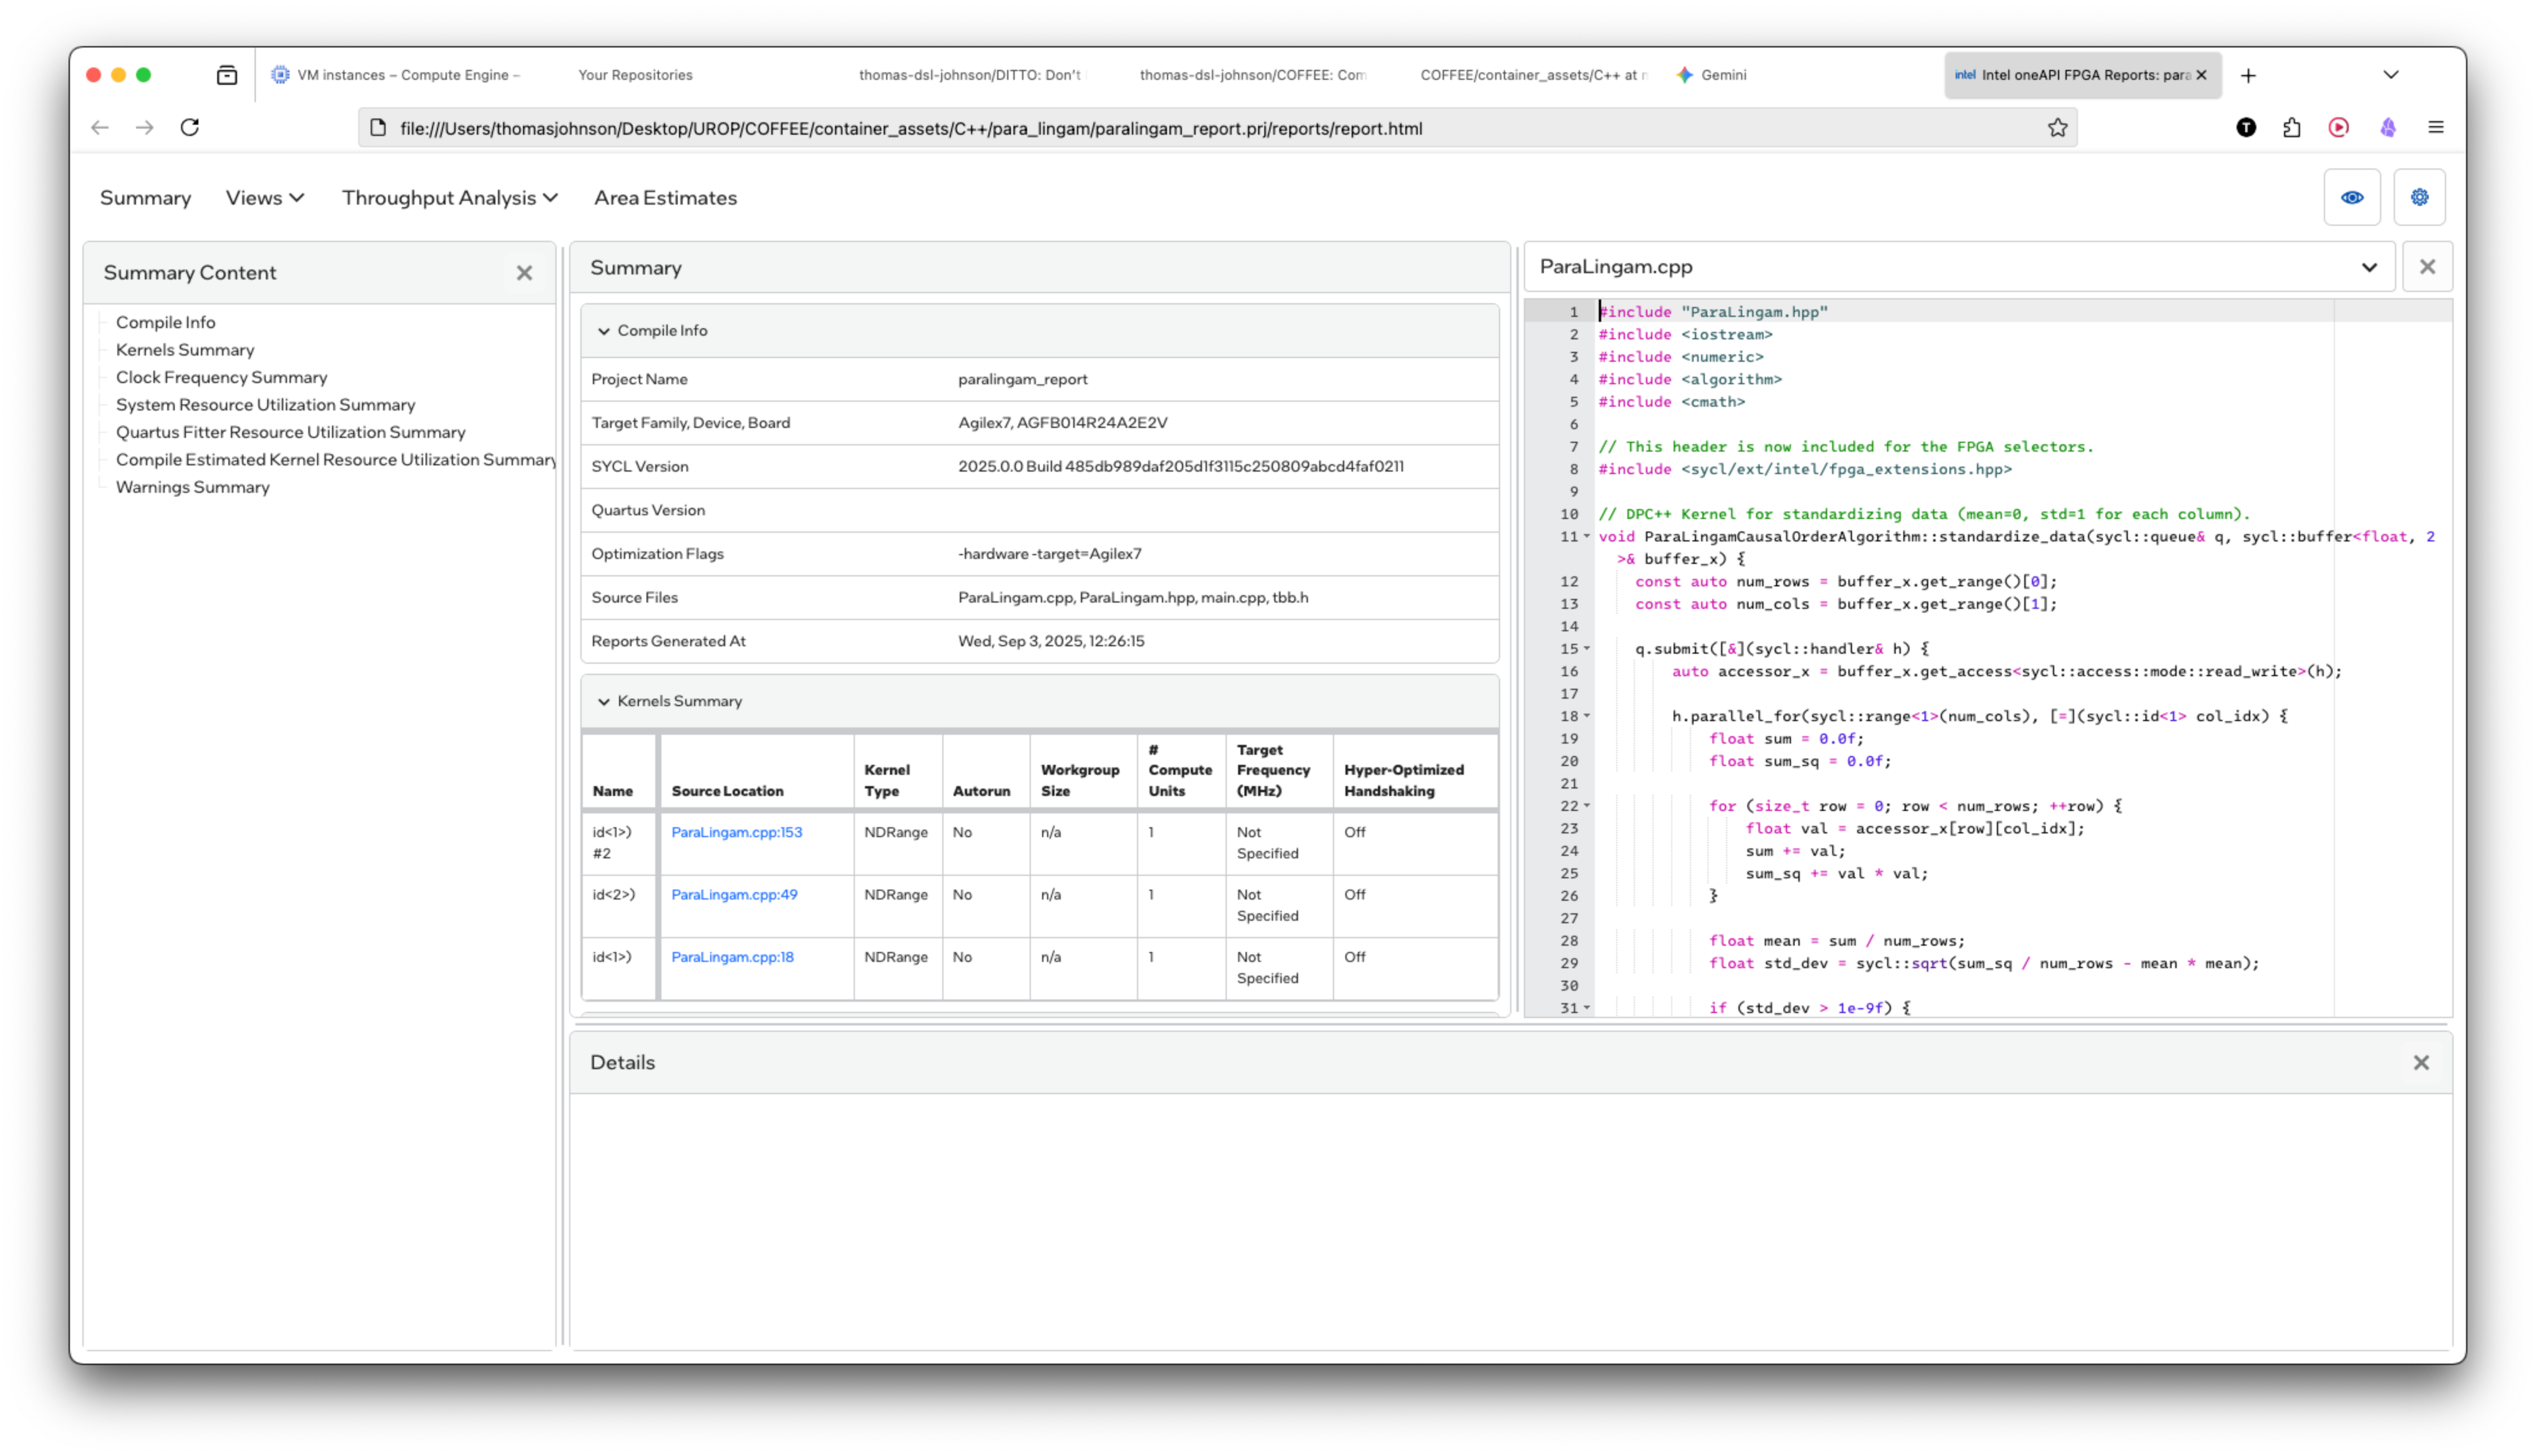 VM instances – Compute Engine –
Your Repositories
thomas-dsl-johnson/DITTO: Don't
thomas-dsl-johnson/COFFEE: Com
COFFEE/container_assets/C++ at
Gemini
intel Intel oneAPI FPGA Reports: para
file:///Users/thomasjohnson/Desktop/UROP/COFFEE/container_assets/C++/para_lingam/paralingam_report.prj/reports/report.html
T
Summary
Views
Throughput Analysis
Area Estimates
Summary Content
Compile Info
Kernels Summary
Clock Frequency Summary
System Resource Utilization Summary
Quartus Fitter Resource Utilization Summary
Compile Estimated Kernel Resource Utilization Summary
Warnings Summary
Summary
Compile Info
Project Name paralingam_report
Target Family, Device, Board Agilex7, AGFB014R24A2E2V
SYCL Version 2025.0.0 Build 485db989daf205d1f3115c250809abcd4faf0211
Quartus Version
Optimization Flags -hardware -target=Agilex7
Source Files ParaLingam.cpp, ParaLingam.hpp, main.cpp, tbb.h
Reports Generated At Wed, Sep 3, 2025, 12:26:15
Kernels Summary
Name Source Location Kernel Type Autorun Workgroup Size # Compute Units Target Frequency (MHz) Hyper-Optimized Handshaking
id<1>) #2 ParaLingam.cpp:153 NDRange No n/a 1 Not Specified Off
id<2>) ParaLingam.cpp:49 NDRange No n/a 1 Not Specified Off
id<1>) ParaLingam.cpp:18 NDRange No n/a 1 Not Specified Off
ParaLingam.cpp
1 #include "ParaLingam.hpp"
2 #include <iostream>
3 #include <numeric>
4 #include <algorithm>
5 #include <cmath>
6
7 // This header is now included for the FPGA selectors.
8 #include <sycl/ext/intel/fpga_extensions.hpp>
9
10 // DPC++ Kernel for standardizing data (mean=0, std=1 for each column).
11 void ParaLingamCausalOrderAlgorithm::standardize_data(sycl::queue& q, sycl::buffer<float, 2
>& buffer_x) {
12 const auto num_rows = buffer_x.get_range()[0];
13 const auto num_cols = buffer_x.get_range()[1];
14
15 q.submit([&](sycl::handler& h) {
16 auto accessor_x = buffer_x.get_access<sycl::access::mode::read_write>(h);
17
18 h.parallel_for(sycl::range<1>(num_cols), [=](sycl::id<1> col_idx) {
19 float sum = 0.0f;
20 float sum_sq = 0.0f;
21
22 for (size_t row = 0; row < num_rows; ++row) {
23 float val = accessor_x[row][col_idx];
24 sum += val;
25 sum_sq += val * val;
26 }
27
28 float mean = sum / num_rows;
29 float std_dev = sycl::sqrt(sum_sq / num_rows - mean * mean);
30
31 if (std_dev > 1e-9f) {
Details